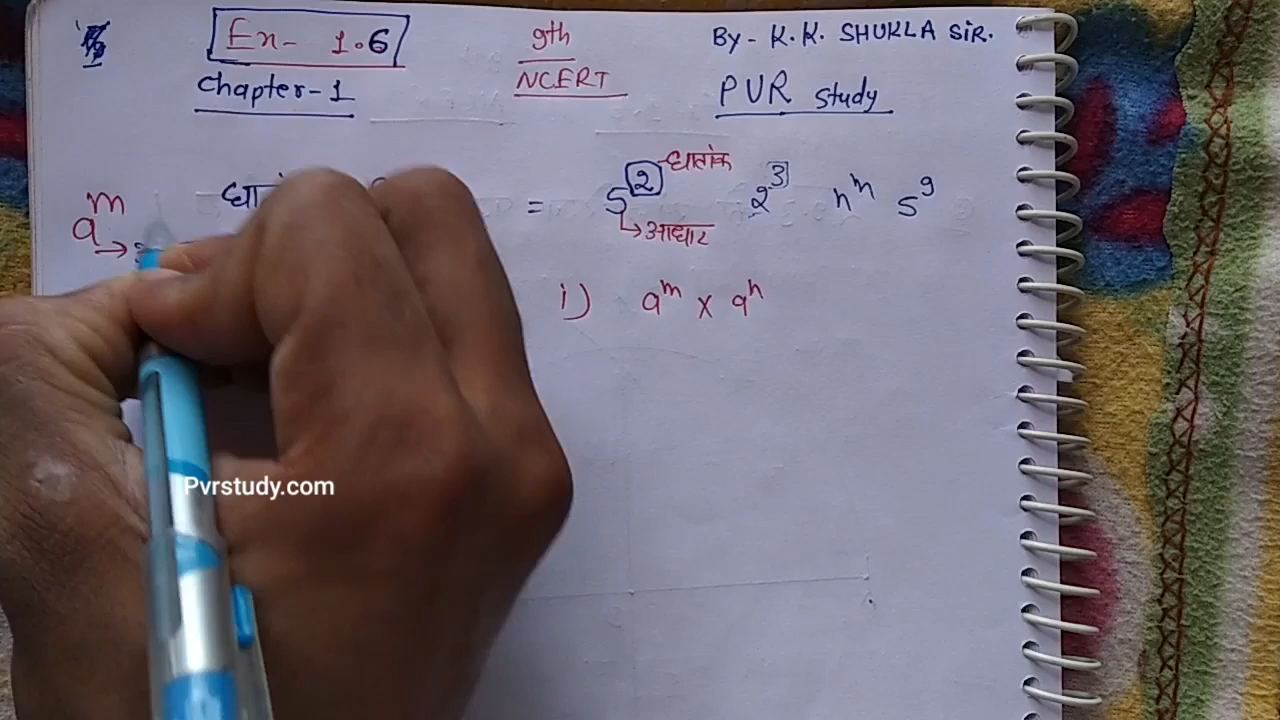 Ex- 1.6 9th By- K.K. SHUKLA SIR.
Chapter-1 NCERT PVR study
a^m = 5^2 घातांक 2^3 n^m 5^9
आधार
i) a^m x a^n
Pvrstudy.com